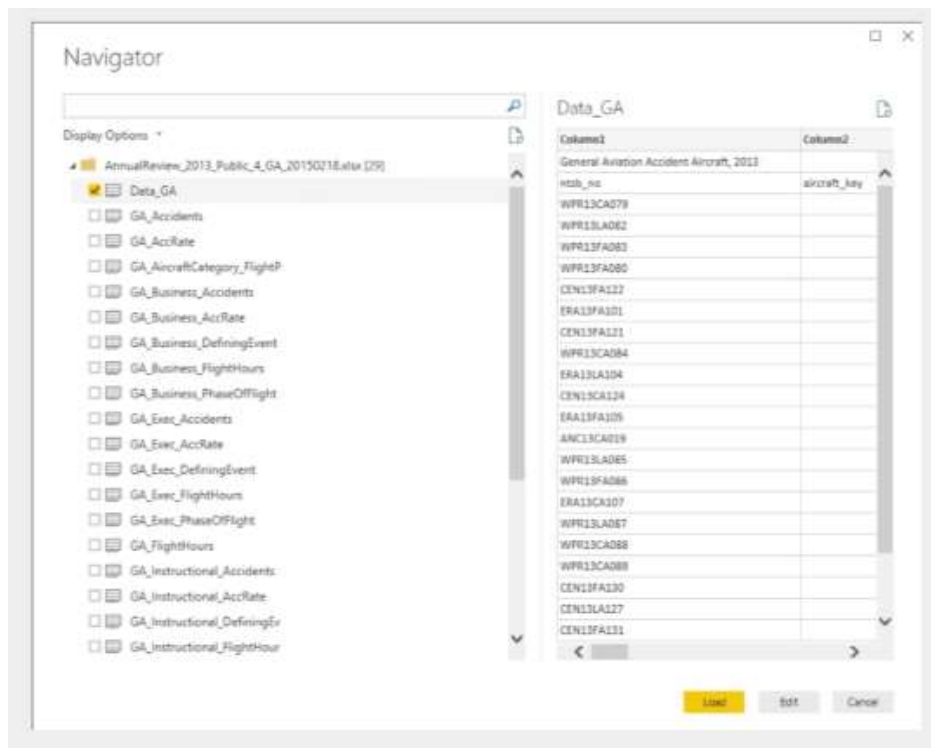 Navigator
Display Options
AnnualReview_2013_Public_4_GA_20150218.xlsx [29]
Data_GA
GA_Accidents
GA_AccRate
GA_AircraftCategory_FlightP
GA_Business_Accidents
GA_Business_AccRate
GA_Business_DefiningEvent
GA_Business_FlightHours
GA_Business_PhaseOfFlight
GA_Exec_Accidents
GA_Exec_AccRate
GA_Exec_DefiningEvent
GA_Exec_FlightHours
GA_Exec_PhaseOfFlight
GA_FlightHours
GA_Instructional_Accidents
GA_Instructional_AccRate
GA_Instructional_DefiningEv
GA_Instructional_FlightHour
Data_GA
Column1 Column2
General Aviation Accident Aircraft, 2013
ntsb_no aircraft_key
WPR13CA079
WPR13LA082
WPR13FA083
WPR13FA080
CEN13FA122
ERA13FA101
CEN13FA121
WPR13CA084
ERA13LA104
CEN13CA124
ERA13FA105
ANC13CA019
WPR13LA085
WPR13FA086
ERA13CA107
WPR13LA087
WPR13CA088
WPR13CA089
CEN13FA130
CEN13LA127
CEN13FA131
Load Edit Cancel